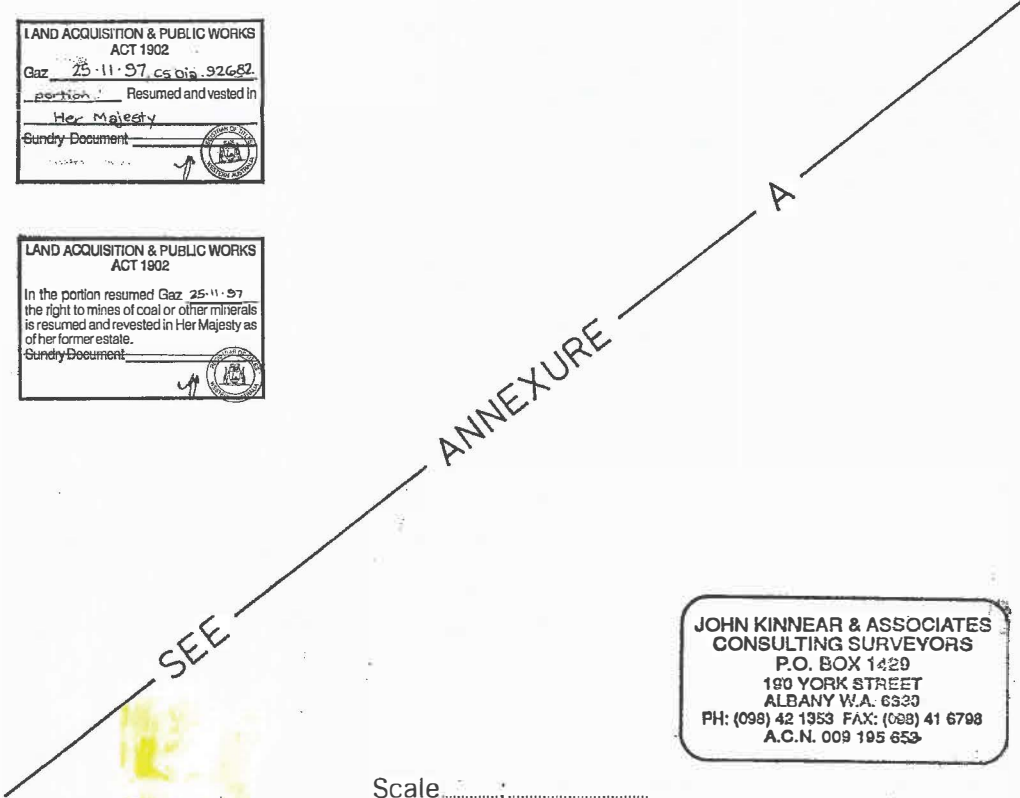 LAND ACQUISITION & PUBLIC WORKS
ACT 1902
Gaz 25.11.97 cs 92682
portion Resumed and vested in
Her Majesty
Sundry Document
LAND ACQUISITION & PUBLIC WORKS
ACT 1902
In the portion resumed Gaz 25.11.97
the right to mines of coal or other minerals
is resumed and revested in Her Majesty as
of her former estate.
Sundry Document
SEE ANNEXURE A
JOHN KINNEAR & ASSOCIATES
CONSULTING SURVEYORS
P.O. BOX 1429
190 YORK STREET
ALBANY W.A. 6330
PH: (098) 42 1353 FAX: (098) 41 6798
A.C.N. 009 195 653
Scale :